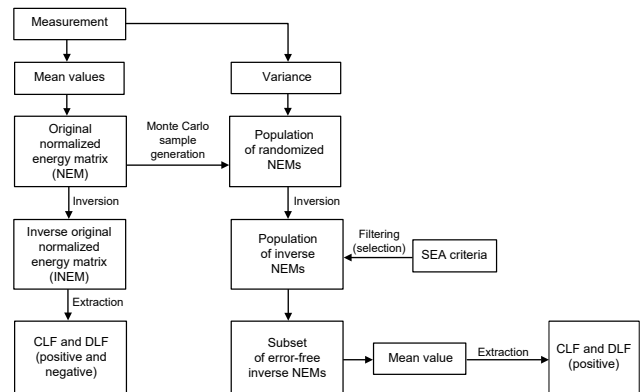 Measurement
Mean values
Variance
Original
normalized
energy matrix
(NEM)
Monte Carlo
sample
generation
Population
of randomized
NEMs
Inversion
Inversion
Inverse original
normalized
energy matrix
(INEM)
Population
of inverse
NEMs
Filtering
(selection)
SEA criteria
Extraction
CLF and DLF
(positive and
negative)
Subset
of error-free
inverse NEMs
Mean value
Extraction
CLF and DLF
(positive)